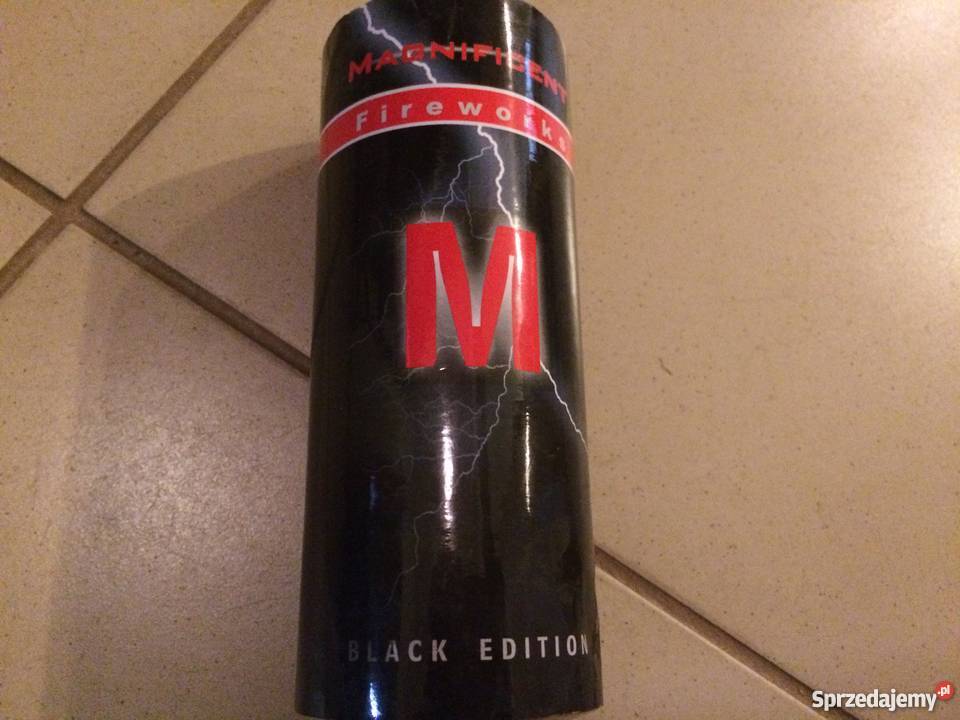 MAGNIFICENT
Fireworks
M
BLACK EDITION
Sprzedajemy.pl